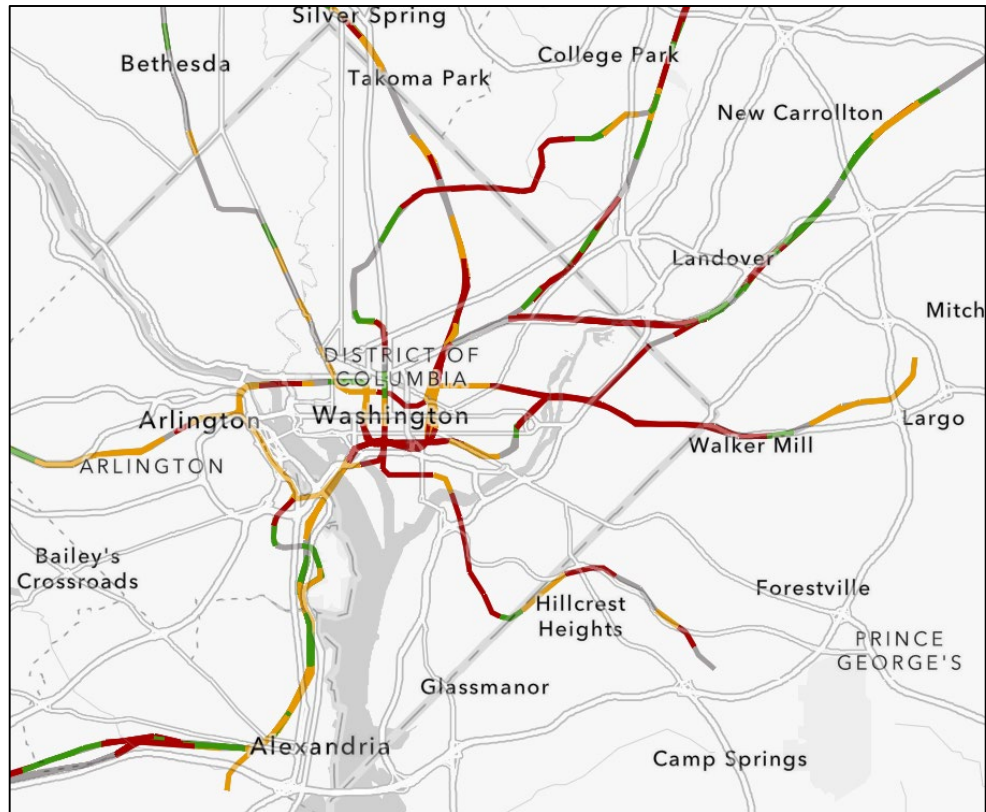 Silver Spring
College Park
Bethesda
Takoma Park
New Carrollton
Landover
Mitch
DISTRICT OF
COLUMBIA
Arlington
Washington
Largo
Walker Mill
ARLINGTON
Bailey's
Crossroads
Forestville
Hillcrest
Heights
PRINCE
GEORGE'S
Glassmanor
Alexandria
Camp Springs